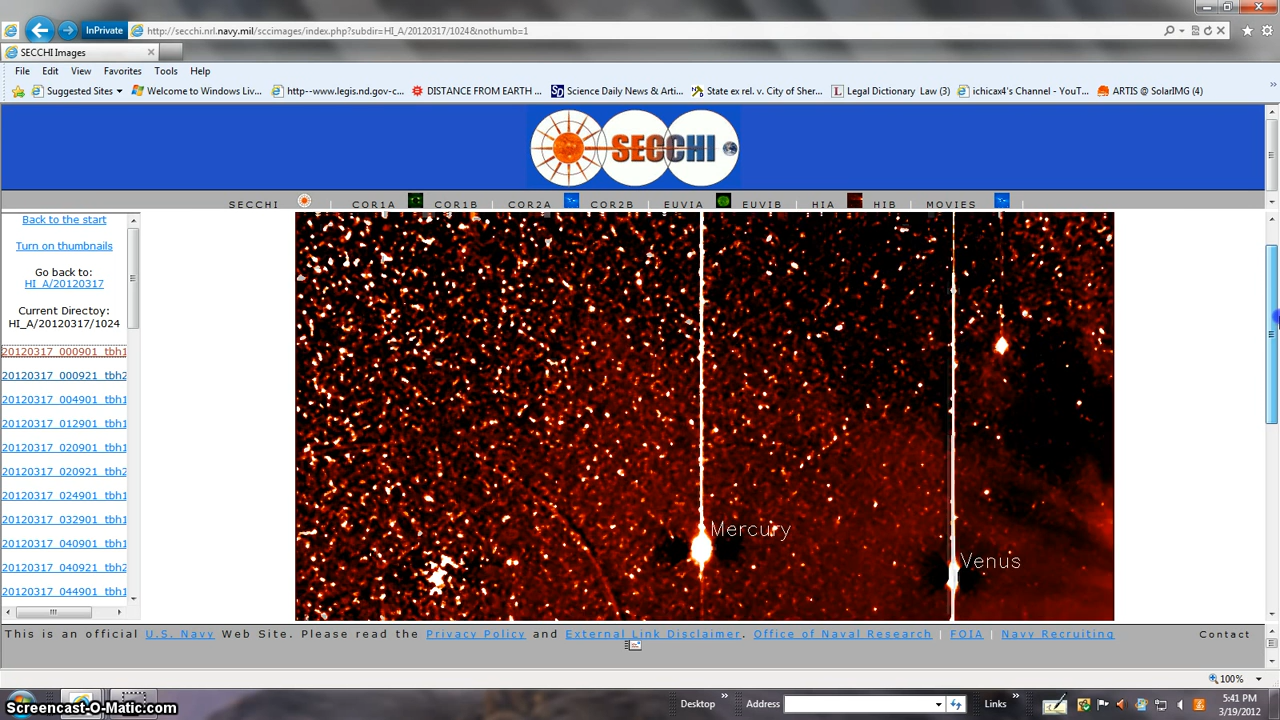 InPrivate
http://secchi.nrl.navy.mil/sccimages/index.php?subdir=HI_A/20120317/1024&nothumb=1
SECCHI Images
File Edit View Favorites Tools Help
Suggested Sites
Welcome to Windows Liv...
http--www.legis.nd.gov-c...
DISTANCE FROM EARTH ...
Science Daily News & Arti...
State ex rel. v. City of Sher...
Legal Dictionary Law (3)
ichicax4's Channel - YouT...
ARTIS @ SolarIMG (4)
SECCHI
SECCHI | COR1A COR1B | COR2A COR2B | EUVIA EUVIB | HIA HIB | MOVIES |
Back to the start
Turn on thumbnails
Go back to:
HI_A/20120317
Current Directoy:
HI_A/20120317/1024
20120317_000901_tbh1
20120317_000921_tbh2
20120317_004901_tbh1
20120317_012901_tbh1
20120317_020901_tbh1
20120317_020921_tbh2
20120317_024901_tbh1
20120317_032901_tbh1
20120317_040901_tbh1
20120317_040921_tbh2
20120317_044901_tbh1
Mercury
Venus
This is an official U.S. Navy Web Site. Please read the Privacy Policy and External Link Disclaimer. Office of Naval Research | FOIA | Navy Recruiting
Contact
100%
Screencast-O-Matic.com
Desktop » Address Links »
5:41 PM
3/19/2012